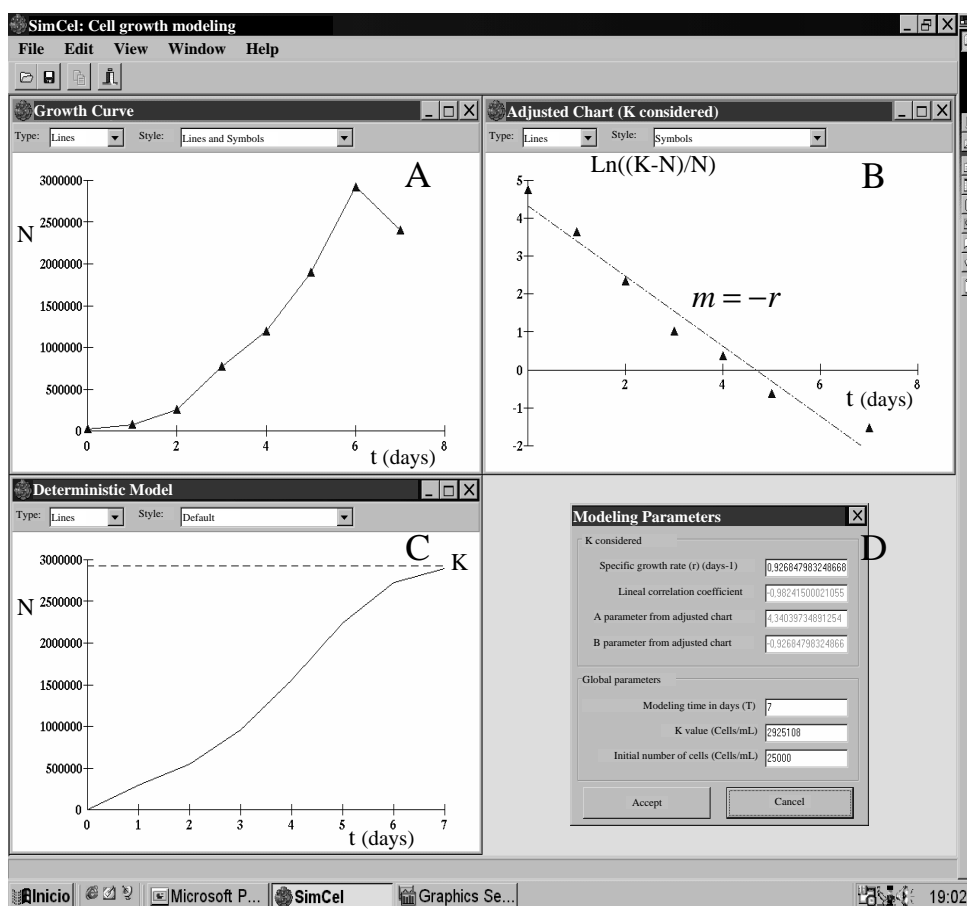 SimCel: Cell growth modeling
File Edit View Window Help
Growth Curve
Type: Lines Style: Lines and Symbols
A
N
3000000
2500000
2000000
1500000
1000000
500000
0
0 2 4 6 8
t (days)
Adjusted Chart (K considered)
Type: Lines Style: Symbols
Ln((K-N)/N)
B
5
4
3
2
1
0
-1
-2
m = −r
2 4 6 8
t (days)
Deterministic Model
Type: Lines Style: Default
C
K
N
3000000
2500000
2000000
1500000
1000000
500000
0
0 1 2 3 4 5 6 7
t (days)
Modeling Parameters
D
K considered
Specific growth rate (r) (days-1) 0,926847983248668
Lineal correlation coefficient -0,98241500021055
A parameter from adjusted chart 4,34039734891254
B parameter from adjusted chart -0,92684798324866
Global parameters
Modeling time in days (T) 7
K value (Cells/mL) 2925108
Initial number of cells (Cells/mL) 25000
Accept Cancel
Inicio Microsoft P... SimCel Graphics Se... 19:02